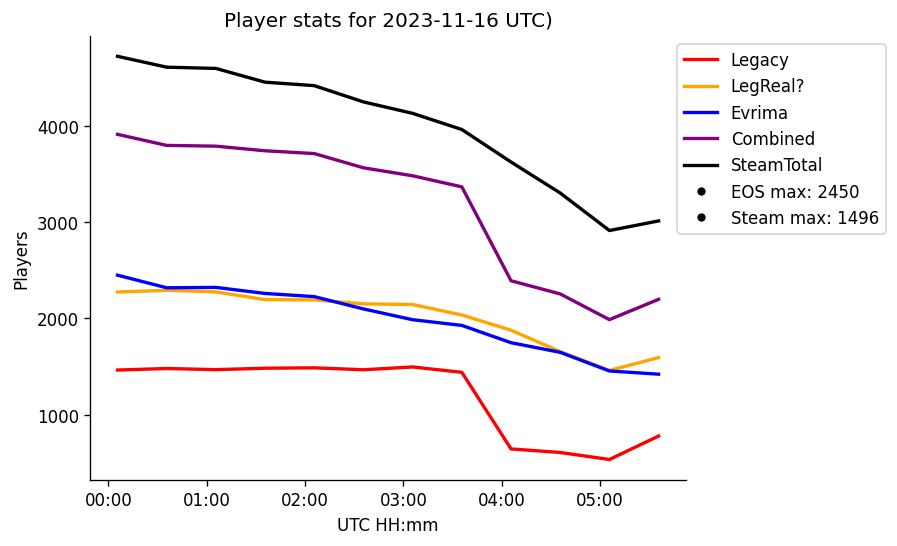 Player stats for 2023-11-16 UTC)
Legacy
LegReal?
Evrima
Combined
SteamTotal
EOS max: 2450
Steam max: 1496
4000
3000
2000
1000
Players
00:00 01:00 02:00 03:00 04:00 05:00
UTC HH:mm